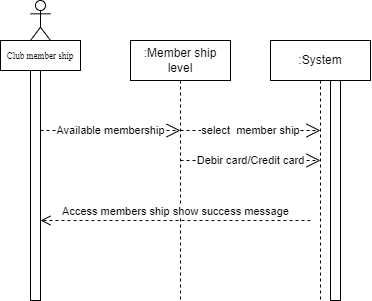 Club member ship
:Member ship
level
:System
Available membership
select member ship
Debir card/Credit card
Access members ship show success message